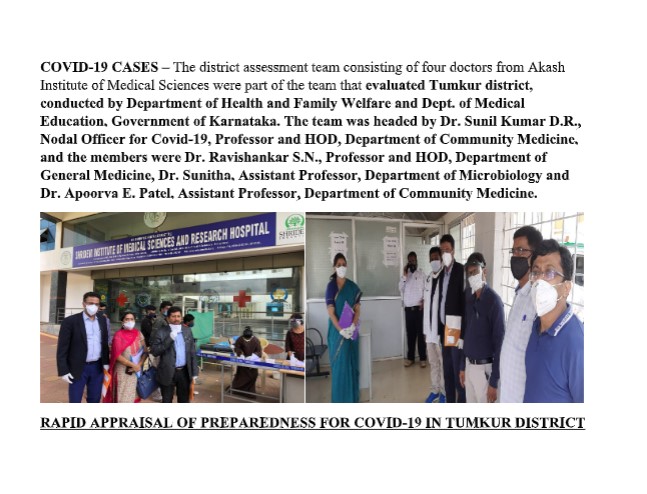 COVID-19 CASES – The district assessment team consisting of four doctors from Akash
Institute of Medical Sciences were part of the team that evaluated Tumkur district,
conducted by Department of Health and Family Welfare and Dept. of Medical
Education, Government of Karnataka. The team was headed by Dr. Sunil Kumar D.R.,
Nodal Officer for Covid-19, Professor and HOD, Department of Community Medicine,
and the members were Dr. Ravishankar S.N., Professor and HOD, Department of
General Medicine, Dr. Sunitha, Assistant Professor, Department of Microbiology and
Dr. Apoorva E. Patel, Assistant Professor, Department of Community Medicine.
SHRIDEVI INSTITUTE OF MEDICAL SCIENCES AND RESEARCH HOSPITAL
RAPID APPRAISAL OF PREPAREDNESS FOR COVID-19 IN TUMKUR DISTRICT